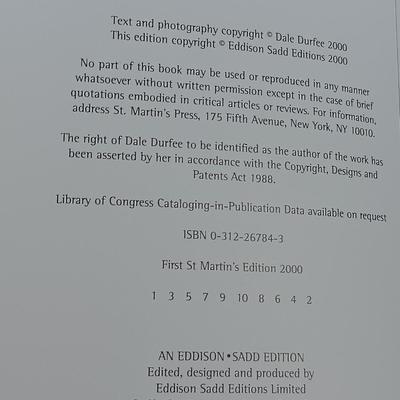 Text and photography copyright © Dale Durfee 2000
This edition copyright © Eddison Sadd Editions 2000
No part of this book may be used or reproduced in any manner
whatsoever without written permission except in the case of brief
quotations embodied in critical articles or reviews. For information,
address St. Martin's Press, 175 Fifth Avenue, New York, NY 10010.
The right of Dale Durfee to be identified as the author of the work has
been asserted by her in accordance with the Copyright, Designs and
Patents Act 1988.
Library of Congress Cataloging-in-Publication Data available on request
ISBN 0-312-26784-3
First St Martin's Edition 2000
1 3 5 7 9 10 8 6 4 2
AN EDDISON•SADD EDITION
Edited, designed and produced by
Eddison Sadd Editions Limited